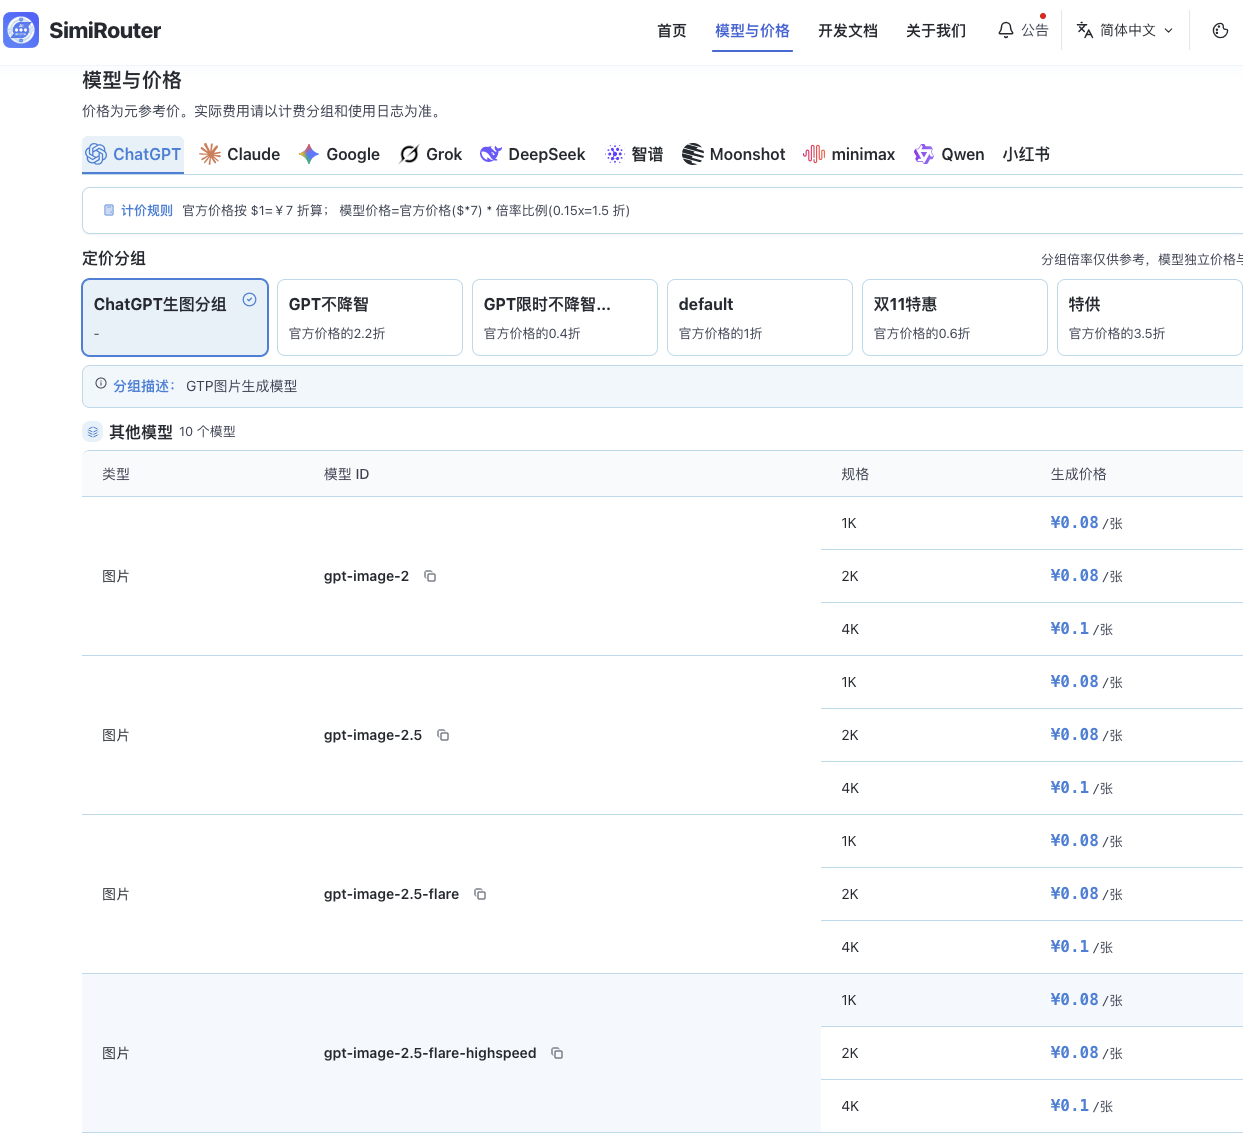 SimiRouter 首页 模型与价格 开发文档 关于我们 公告 简体中文
模型与价格
价格为元参考价。实际费用请以计费分组和使用日志为准。
ChatGPT Claude Google Grok DeepSeek 智谱 Moonshot minimax Qwen 小红书
计价规则 官方价格按 $1=¥7 折算； 模型价格=官方价格($*7) * 倍率比例(0.15x=1.5 折)
定价分组 分组倍率仅供参考，模型独立价格与
ChatGPT生图分组 GPT不降智 GPT限时不降智... default 双11特惠 特供
- 官方价格的2.2折 官方价格的0.4折 官方价格的1折 官方价格的0.6折 官方价格的3.5折
分组描述： GTP图片生成模型
其他模型 10 个模型
类型 模型 ID 规格 生成价格
1K ¥0.08 /张
图片 gpt-image-2 2K ¥0.08 /张
4K ¥0.1 /张
1K ¥0.08 /张
图片 gpt-image-2.5 2K ¥0.08 /张
4K ¥0.1 /张
1K ¥0.08 /张
图片 gpt-image-2.5-flare 2K ¥0.08 /张
4K ¥0.1 /张
1K ¥0.08 /张
图片 gpt-image-2.5-flare-highspeed 2K ¥0.08 /张
4K ¥0.1 /张